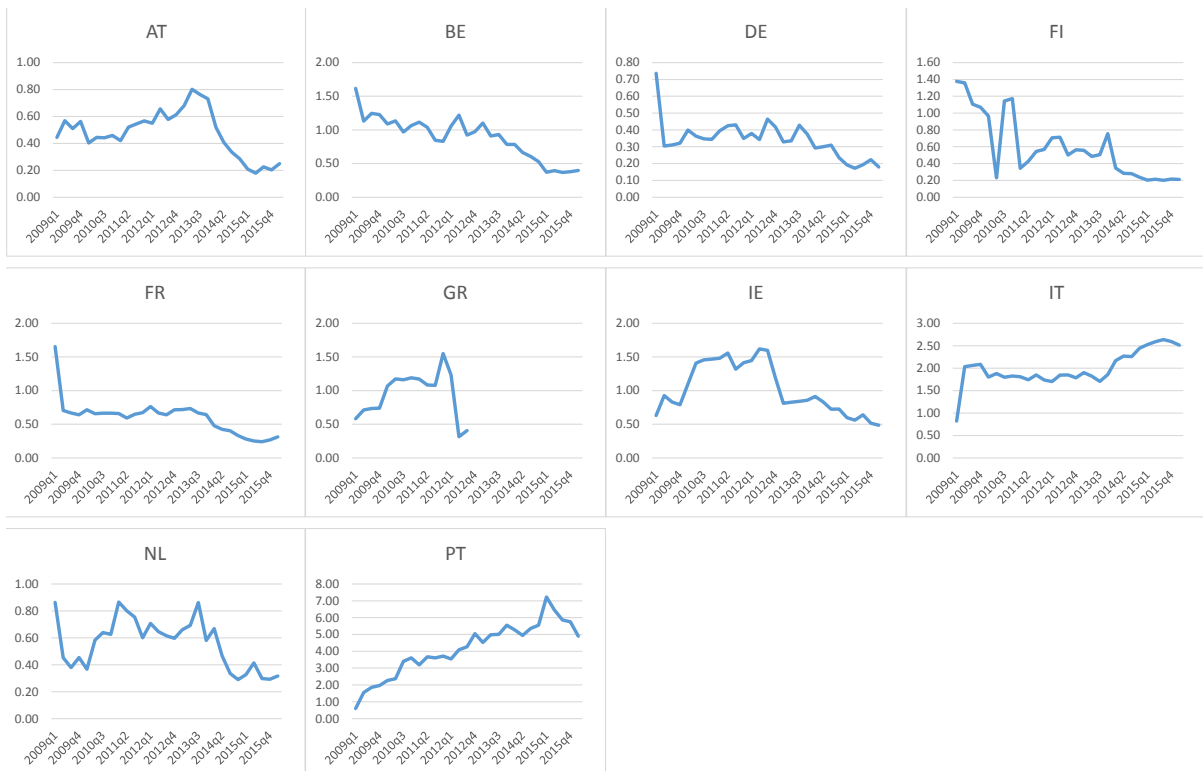 AT
1.00
0.80
0.60
0.40
0.20
0.00
2009q1
2009q4
2010q3
2011q2
2012q1
2012q4
2013q3
2014q2
2015q1
2015q4
BE
2.00
1.50
1.00
0.50
0.00
2009q1
2009q4
2010q3
2011q2
2012q1
2012q4
2013q3
2014q2
2015q1
2015q4
DE
0.80
0.70
0.60
0.50
0.40
0.30
0.20
0.10
0.00
2009q1
2009q4
2010q3
2011q2
2012q1
2012q4
2013q3
2014q2
2015q1
2015q4
FI
1.60
1.40
1.20
1.00
0.80
0.60
0.40
0.20
0.00
2009q1
2009q4
2010q3
2011q2
2012q1
2012q4
2013q3
2014q2
2015q1
2015q4
FR
2.00
1.50
1.00
0.50
0.00
2009q1
2009q4
2010q3
2011q2
2012q1
2012q4
2013q3
2014q2
2015q1
2015q4
GR
2.00
1.50
1.00
0.50
0.00
2009q1
2009q4
2010q3
2011q2
2012q1
2012q4
2013q3
2014q2
2015q1
2015q4
IE
2.00
1.50
1.00
0.50
0.00
2009q1
2009q4
2010q3
2011q2
2012q1
2012q4
2013q3
2014q2
2015q1
2015q4
IT
3.00
2.50
2.00
1.50
1.00
0.50
0.00
2009q1
2009q4
2010q3
2011q2
2012q1
2012q4
2013q3
2014q2
2015q1
2015q4
NL
1.00
0.80
0.60
0.40
0.20
0.00
2009q1
2009q4
2010q3
2011q2
2012q1
2012q4
2013q3
2014q2
2015q1
2015q4
PT
8.00
7.00
6.00
5.00
4.00
3.00
2.00
1.00
0.00
2009q1
2009q4
2010q3
2011q2
2012q1
2012q4
2013q3
2014q2
2015q1
2015q4